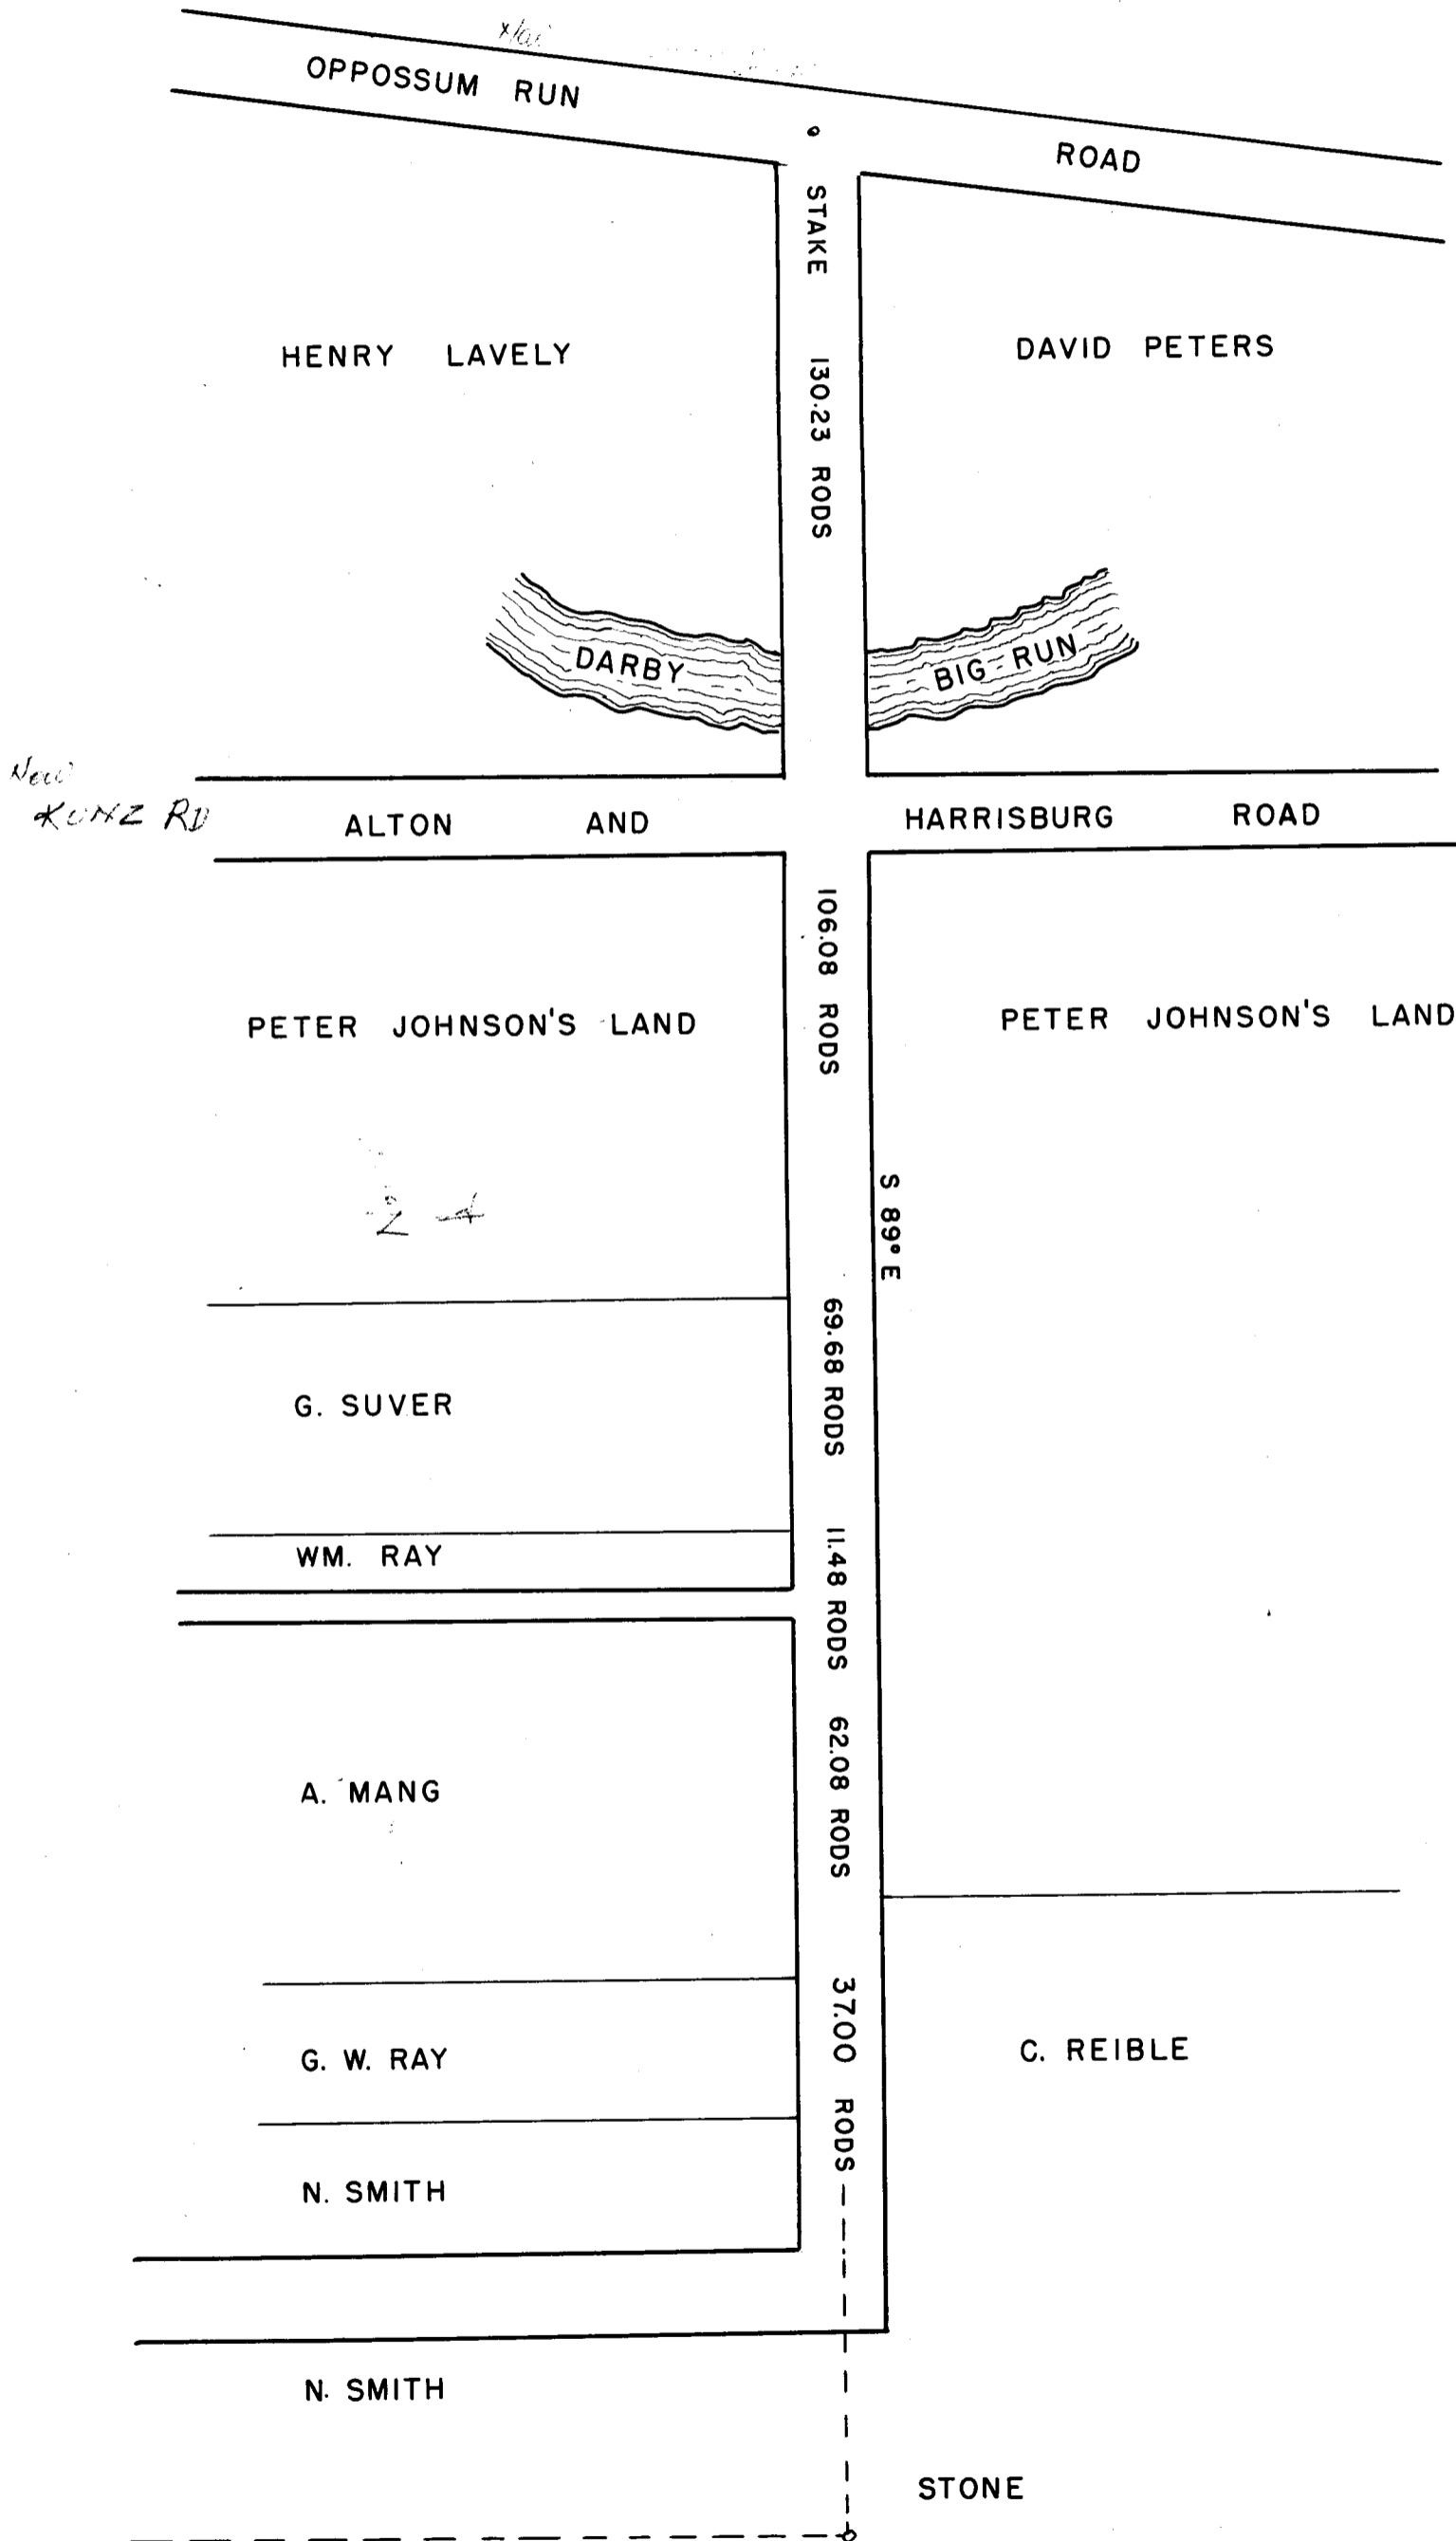 OPPOSSUM RUN ROAD
STAKE 130.23 RODS
HENRY LAVELY
DAVID PETERS
DARBY
BIG RUN
KUNZ RD
ALTON AND HARRISBURG ROAD
106.08 RODS
PETER JOHNSON'S LAND
PETER JOHNSON'S LAND
S 89° E
69.68 RODS
G. SUVER
11.48 RODS
WM. RAY
62.08 RODS
A. MANG
37.00 RODS
G. W. RAY
C. REIBLE
N. SMITH
N. SMITH
STONE